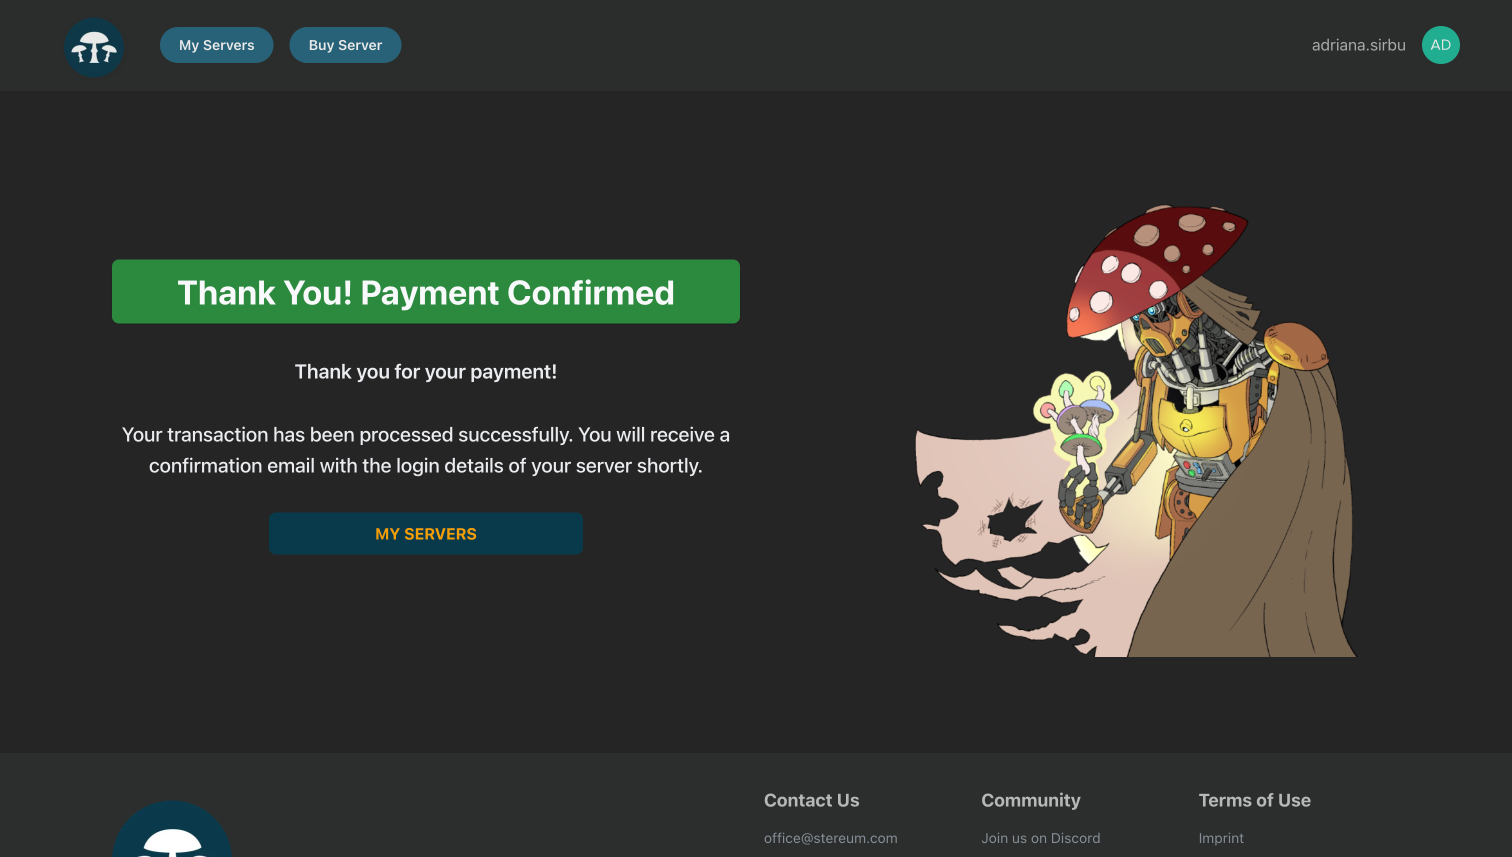 My Servers
Buy Server
adriana.sirbu
AD
Thank You! Payment Confirmed
Thank you for your payment!
Your transaction has been processed successfully. You will receive a
confirmation email with the login details of your server shortly.
MY SERVERS
Contact Us
Community
Terms of Use
office@stereum.com
Join us on Discord
Imprint